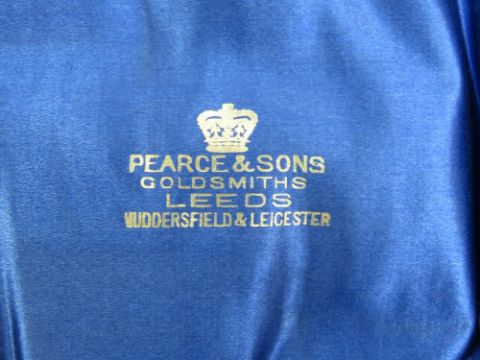 PEARCE & SONS
GOLDSMITHS
LEEDS
HUDDERSFIELD & LEICESTER